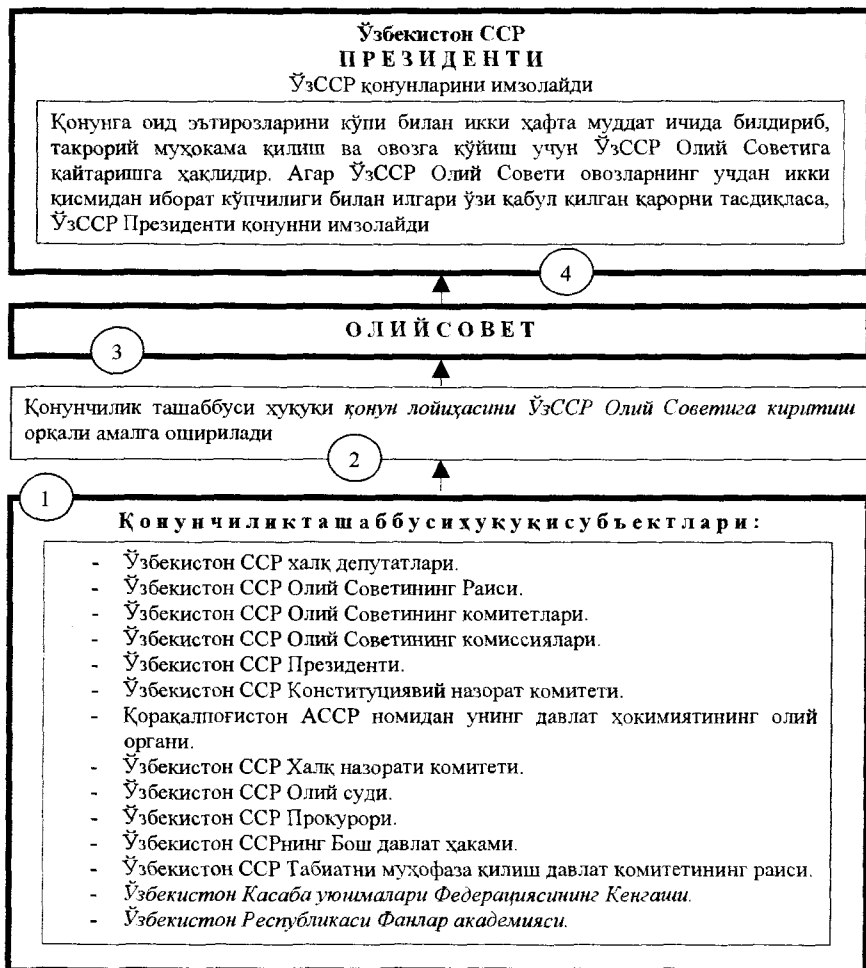 Ўзбекистон ССР
ПРЕЗИДЕНТИ
ЎзССР қонунларини имзолайди
Қонунга оид эътирозларини кўпи билан икки ҳафта муддат ичида билдириб,
такрорий муҳокама қилиш ва овозга қўйиш учун ЎзССР Олий Советига
қайтаришга ҳақлидир. Агар ЎзССР Олий Совети овозларнинг учдан икки
қисмидан иборат кўпчилиги билан илгари ўзи қабул қилган қарорни тасдиқласа,
ЎзССР Президенти қонунни имзолайди
4
ОЛИЙ СОВЕТ
3
Қонунчилик ташаббуси ҳуқуқи қонун лойиҳасини ЎзССР Олий Советига киритиш
орқали амалга оширилади
2
1
Қонунчилик ташаббуси ҳуқуқи субъектлари:
- Ўзбекистон ССР халқ депутатлари.
- Ўзбекистон ССР Олий Советининг Раиси.
- Ўзбекистон ССР Олий Советининг комитетлари.
- Ўзбекистон ССР Олий Советининг комиссиялари.
- Ўзбекистон ССР Президенти.
- Ўзбекистон ССР Конституциявий назорат комитети.
- Қорақалпоғистон АССР номидан унинг давлат ҳокимиятининг олий
органи.
- Ўзбекистон ССР Халқ назорати комитети.
- Ўзбекистон ССР Олий суди.
- Ўзбекистон ССР Прокурори.
- Ўзбекистон ССРнинг Бош давлат ҳаками.
- Ўзбекистон ССР Табиатни муҳофаза қилиш давлат комитетининг раиси.
- Ўзбекистон Касаба уюшмалари Федерациясининг Кенгаши.
- Ўзбекистон Республикаси Фанлар академияси.